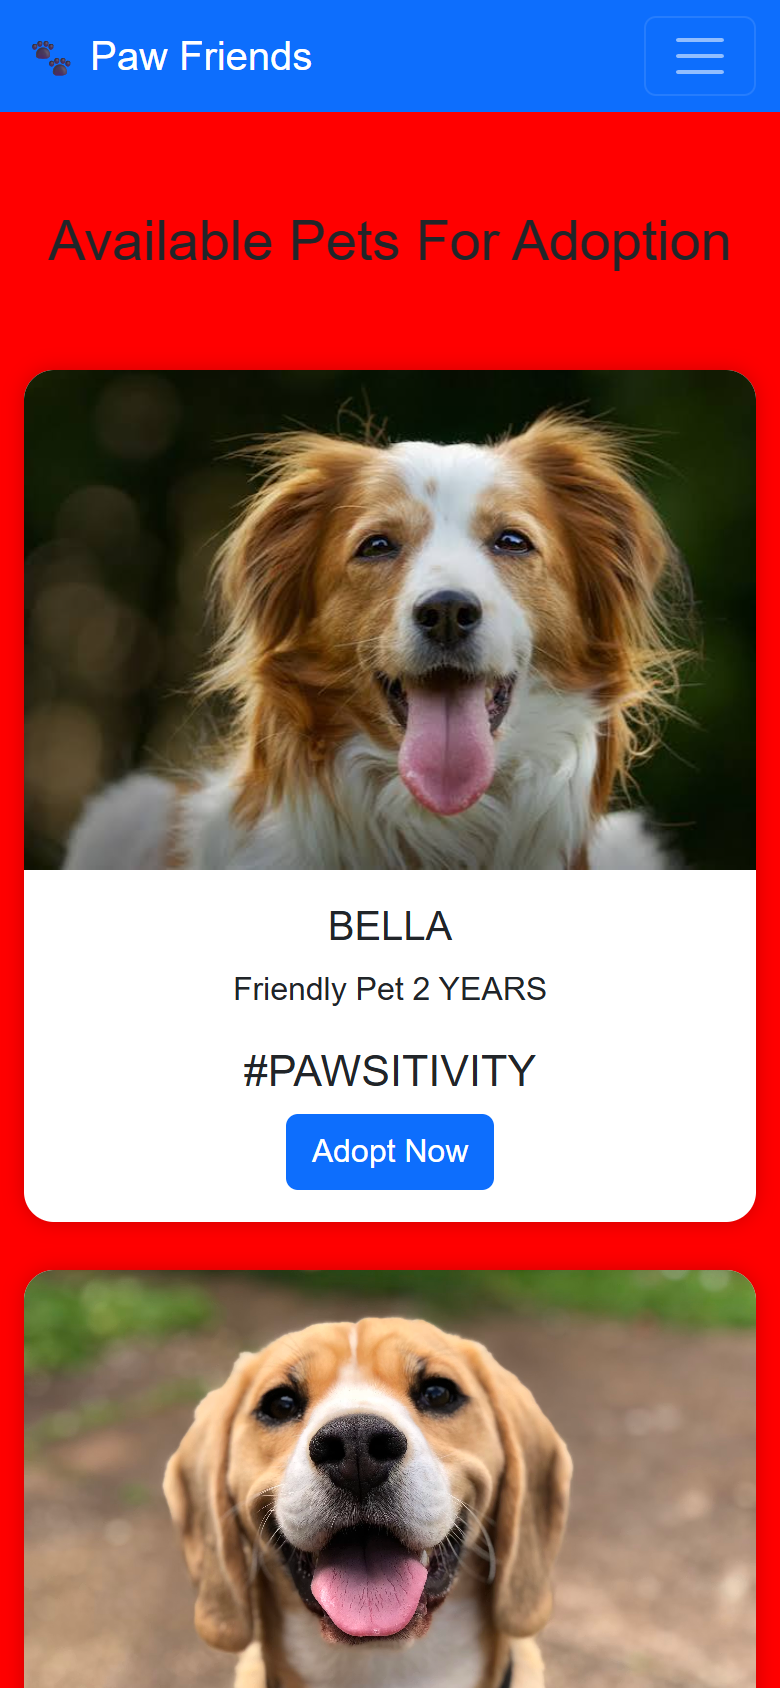 Paw Friends
Available Pets For Adoption
BELLA
Friendly Pet 2 YEARS
#PAWSITIVITY
Adopt Now